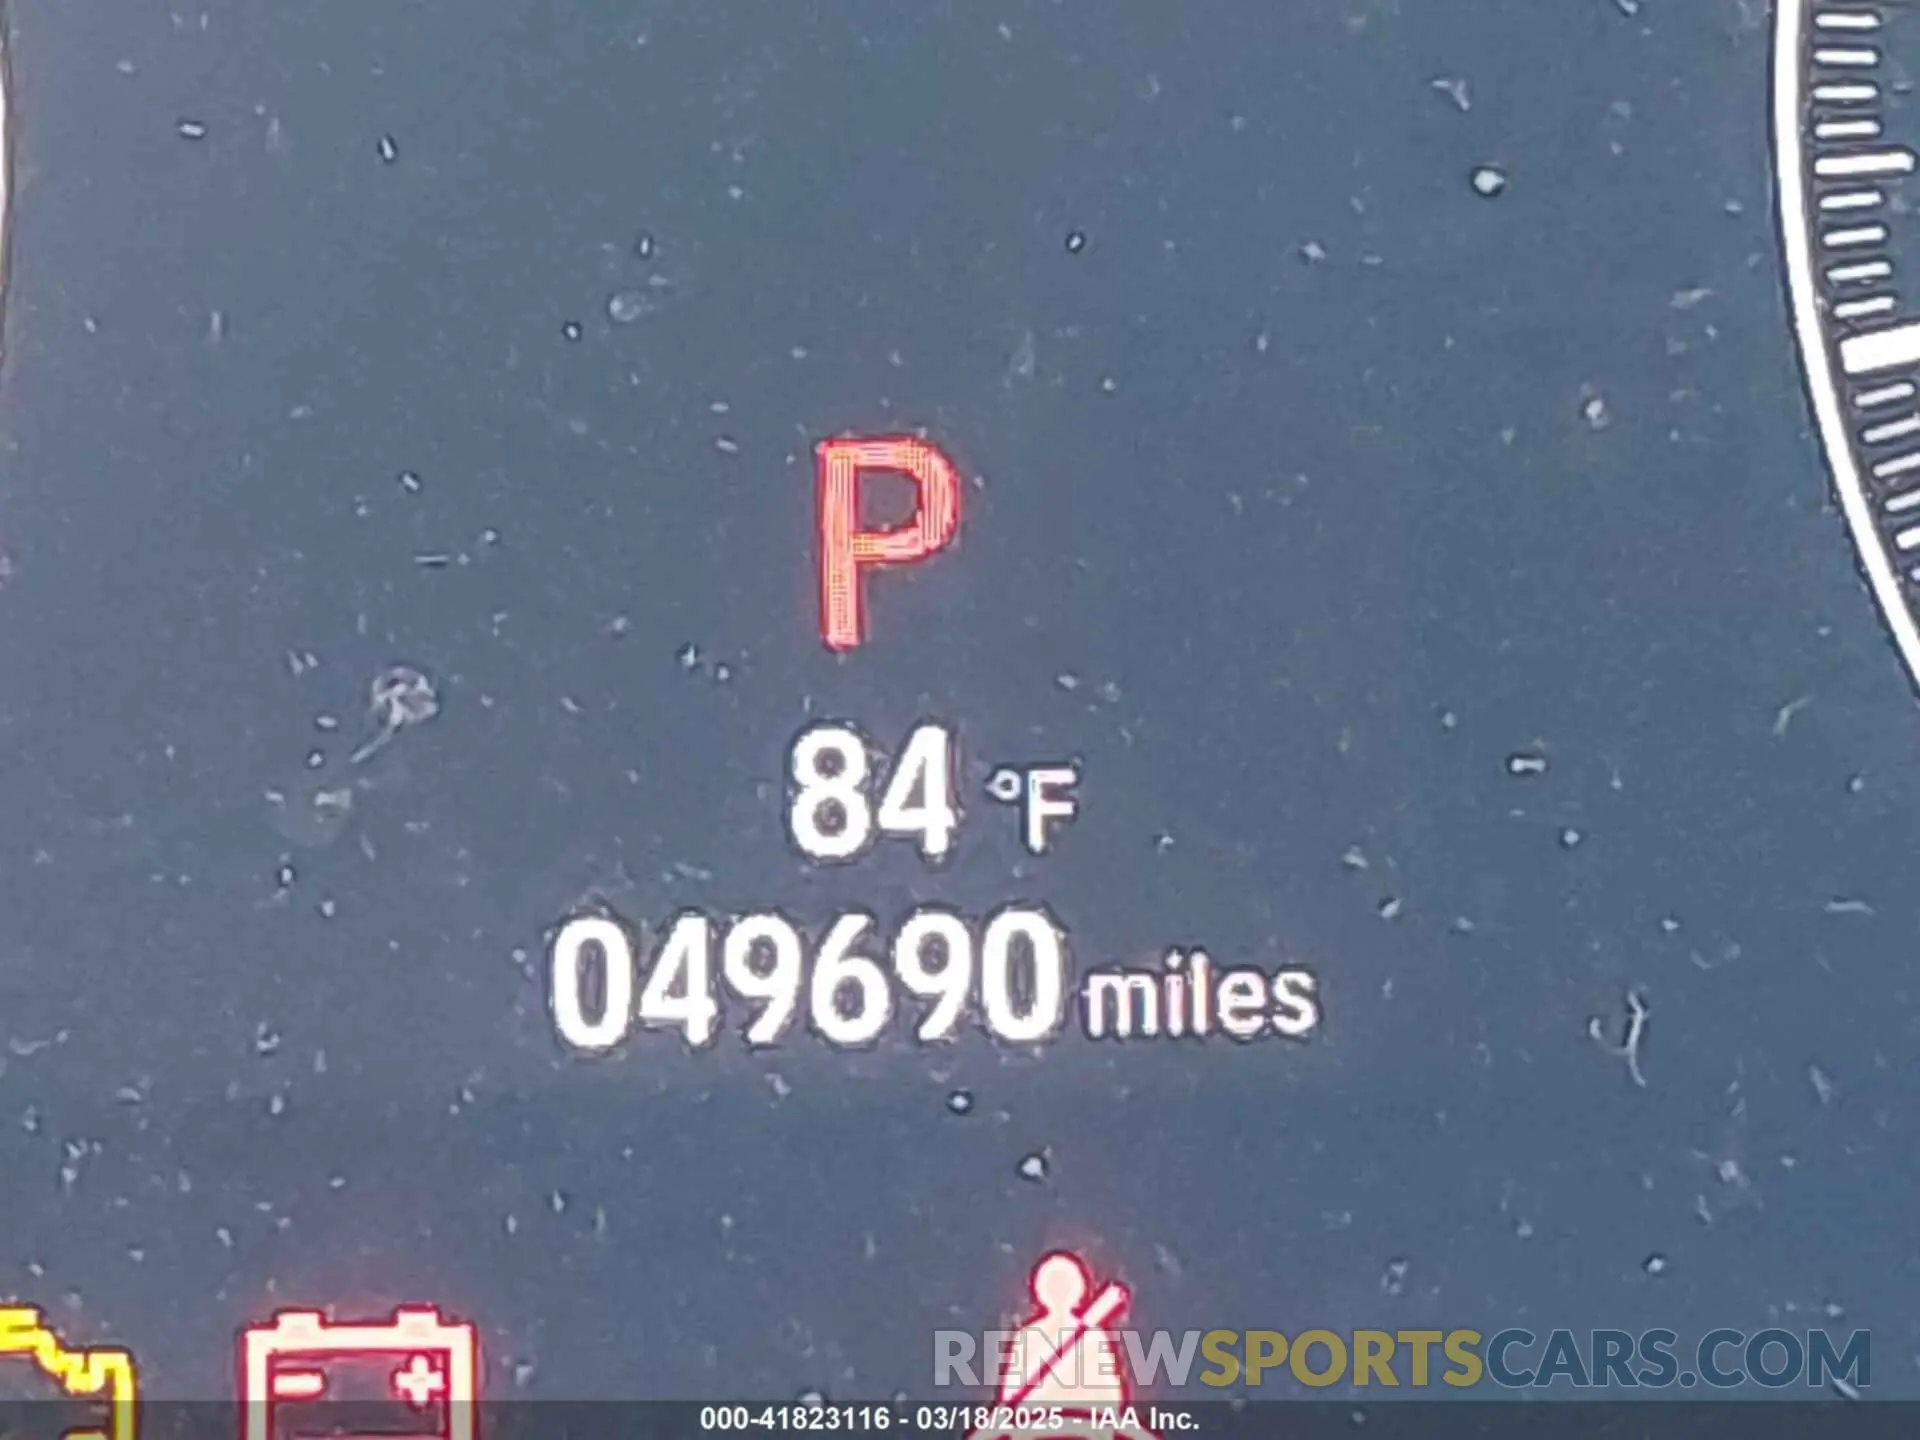 P
84 °F
049690 miles
RENEWSPORTSCARS.COM
000-41823116 - 03/18/2025 - IAA Inc.